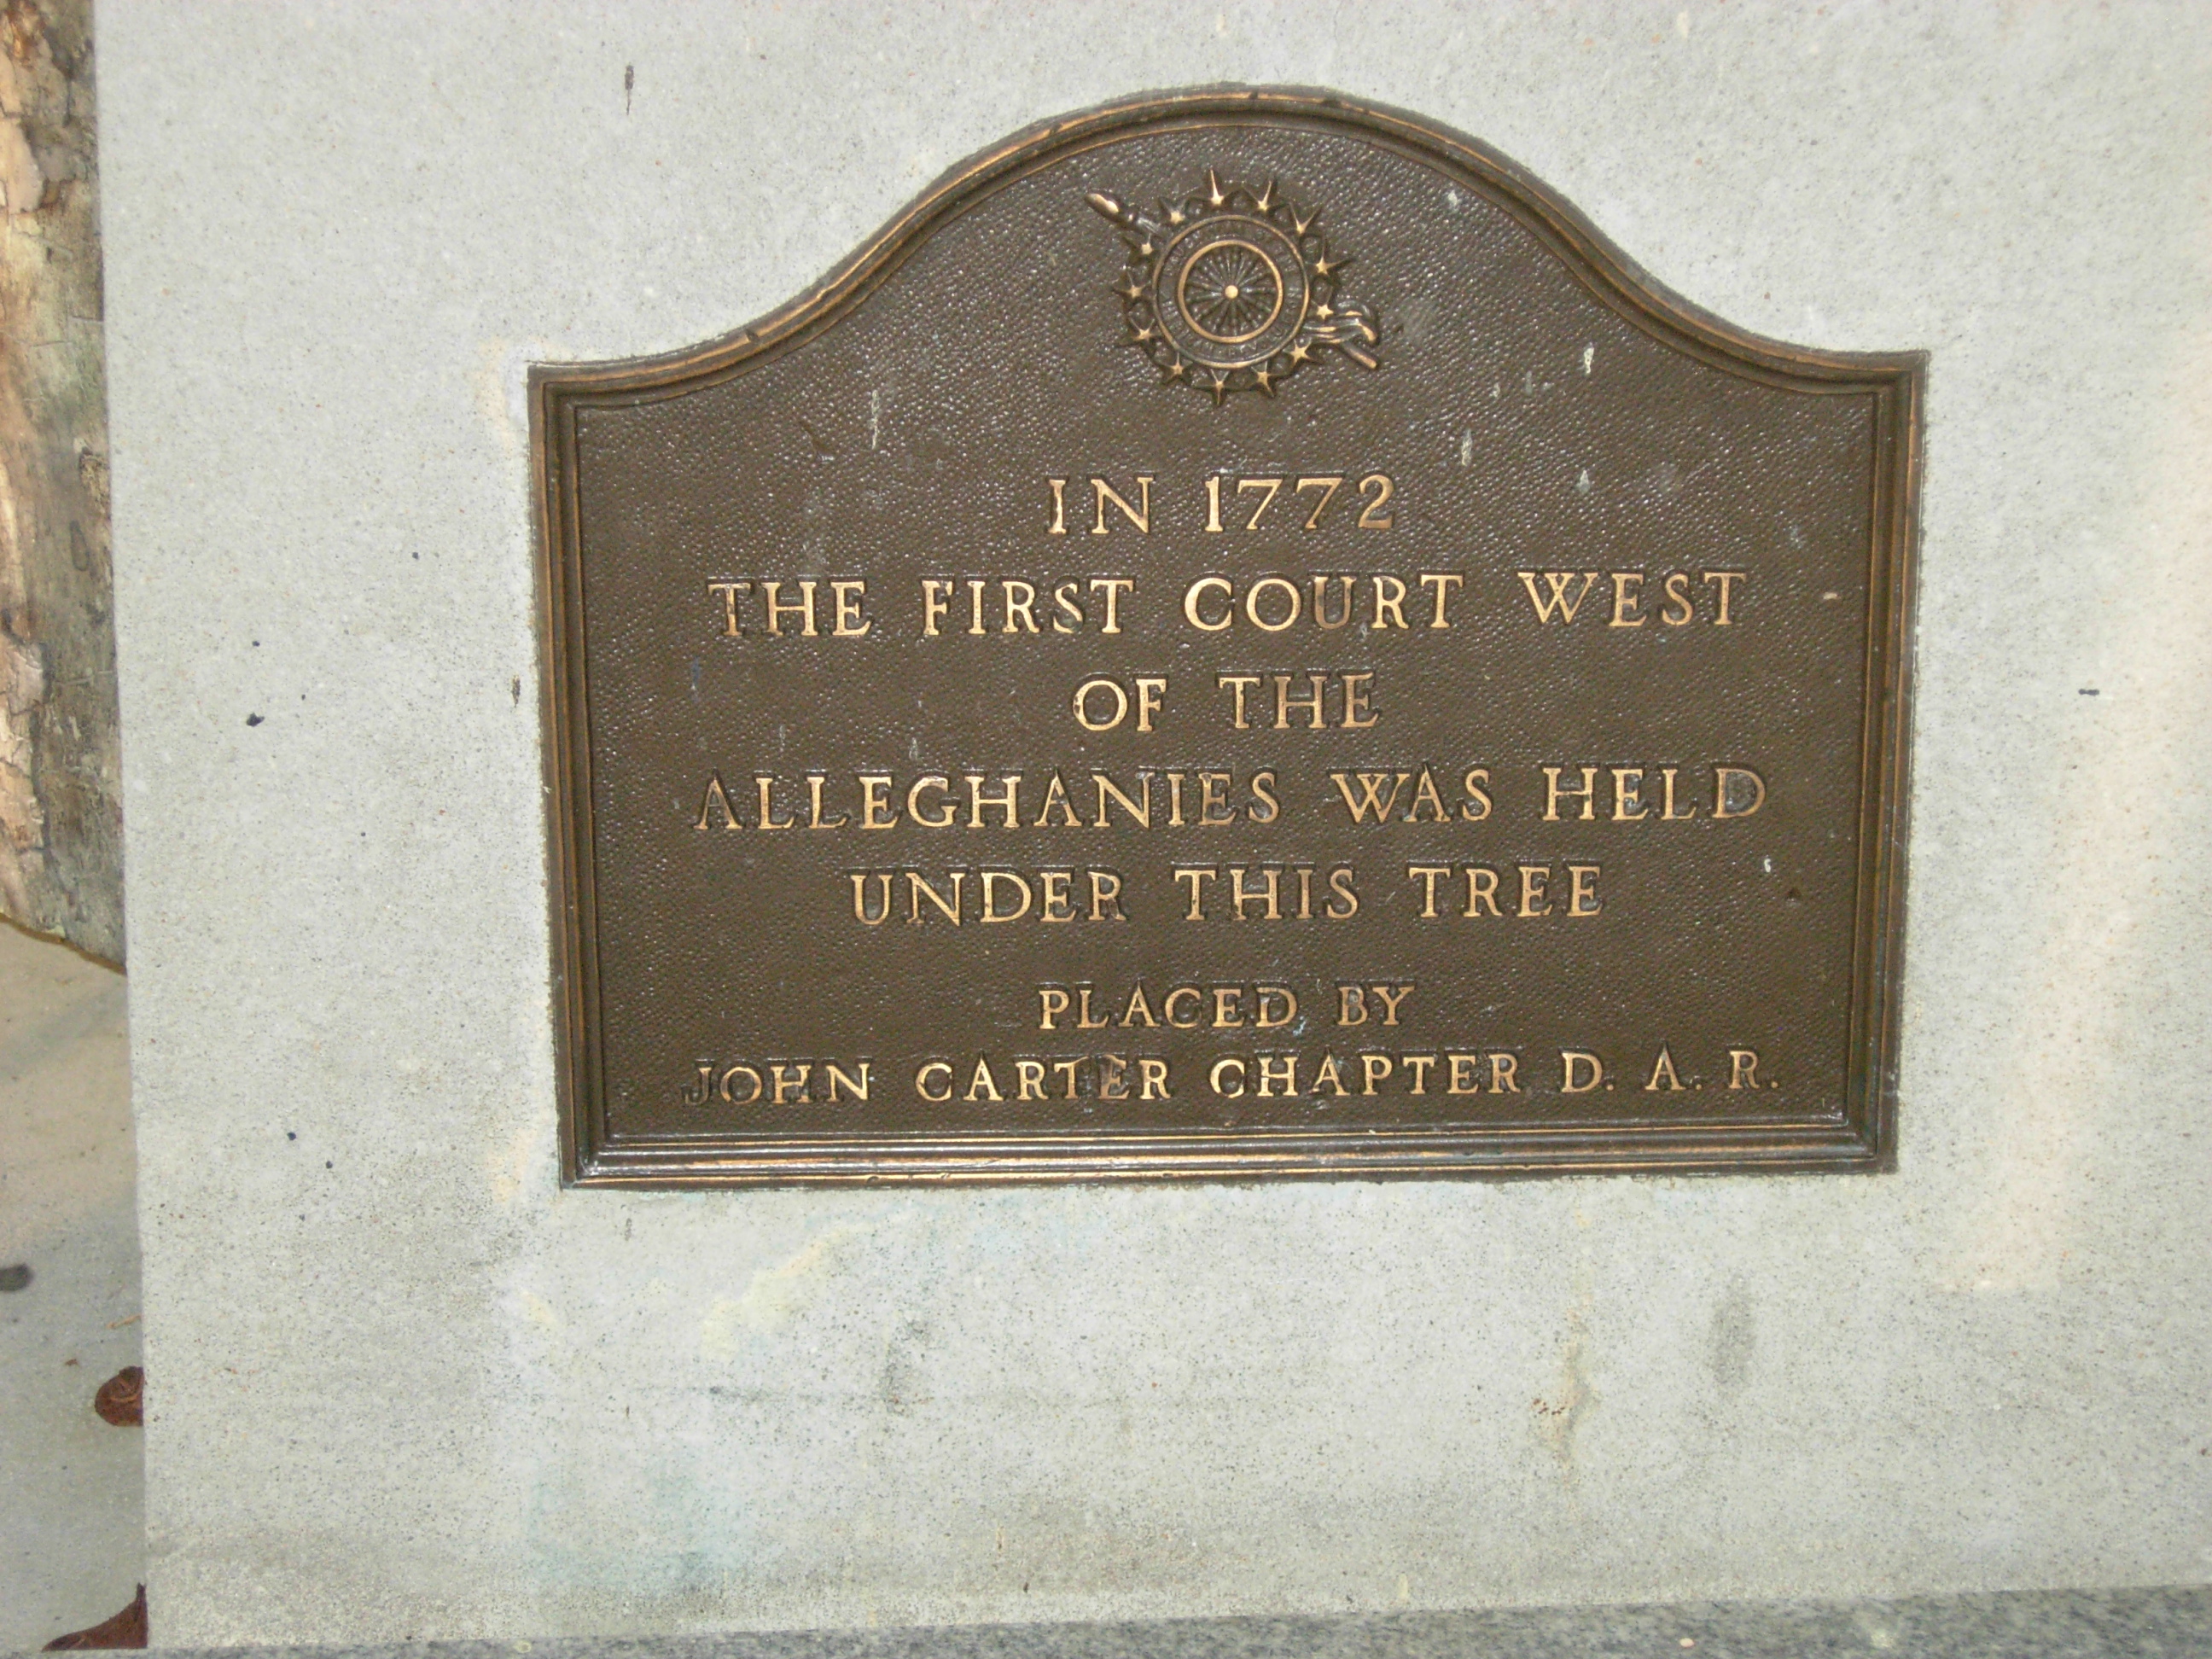 IN 1772
THE FIRST COURT WEST
OF THE
ALLEGHANIES WAS HELD
UNDER THIS TREE
PLACED BY
JOHN CARTER CHAPTER D. A. R.